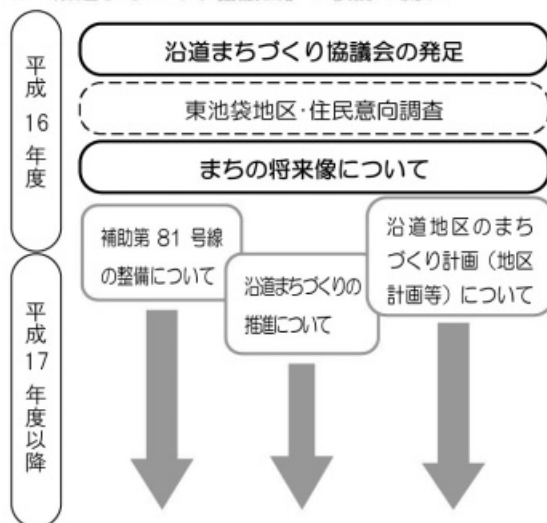 平成16年度
沿道まちづくり協議会の発足
東池袋地区・住民意向調査
まちの将来像について
補助第 81 号線
の整備について
沿道まちづくりの
推進について
沿道地区のまち
づくり計画（地区
計画等）について
平成17年度以降